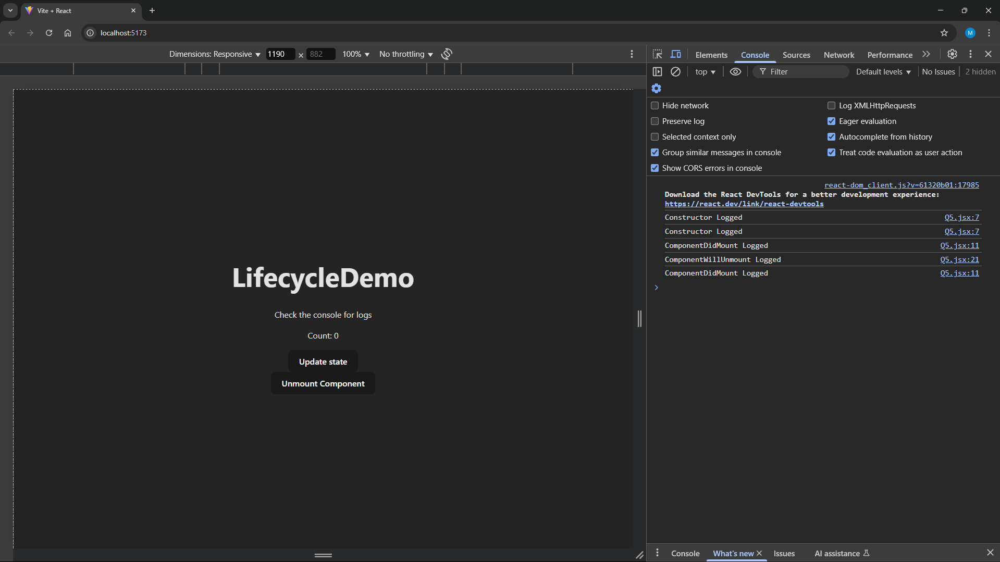 Vite + React
localhost:5173
Dimensions: Responsive 1190 × 882 100% No throttling
Elements Console Sources Network Performance
top Filter Default levels No Issues 2 hidden
Hide network Log XMLHttpRequests
Preserve log Eager evaluation
Selected context only Autocomplete from history
Group similar messages in console Treat code evaluation as user action
Show CORS errors in console
react-dom_client.js?v=61320b01:17985
Download the React DevTools for a better development experience:
https://react.dev/link/react-devtools
Constructor Logged Q5.jsx:7
Constructor Logged Q5.jsx:7
ComponentDidMount Logged Q5.jsx:11
ComponentWillUnmount Logged Q5.jsx:21
ComponentDidMount Logged Q5.jsx:11
LifecycleDemo
Check the console for logs
Count: 0
Update state
Unmount Component
Console What's new Issues AI assistance
M